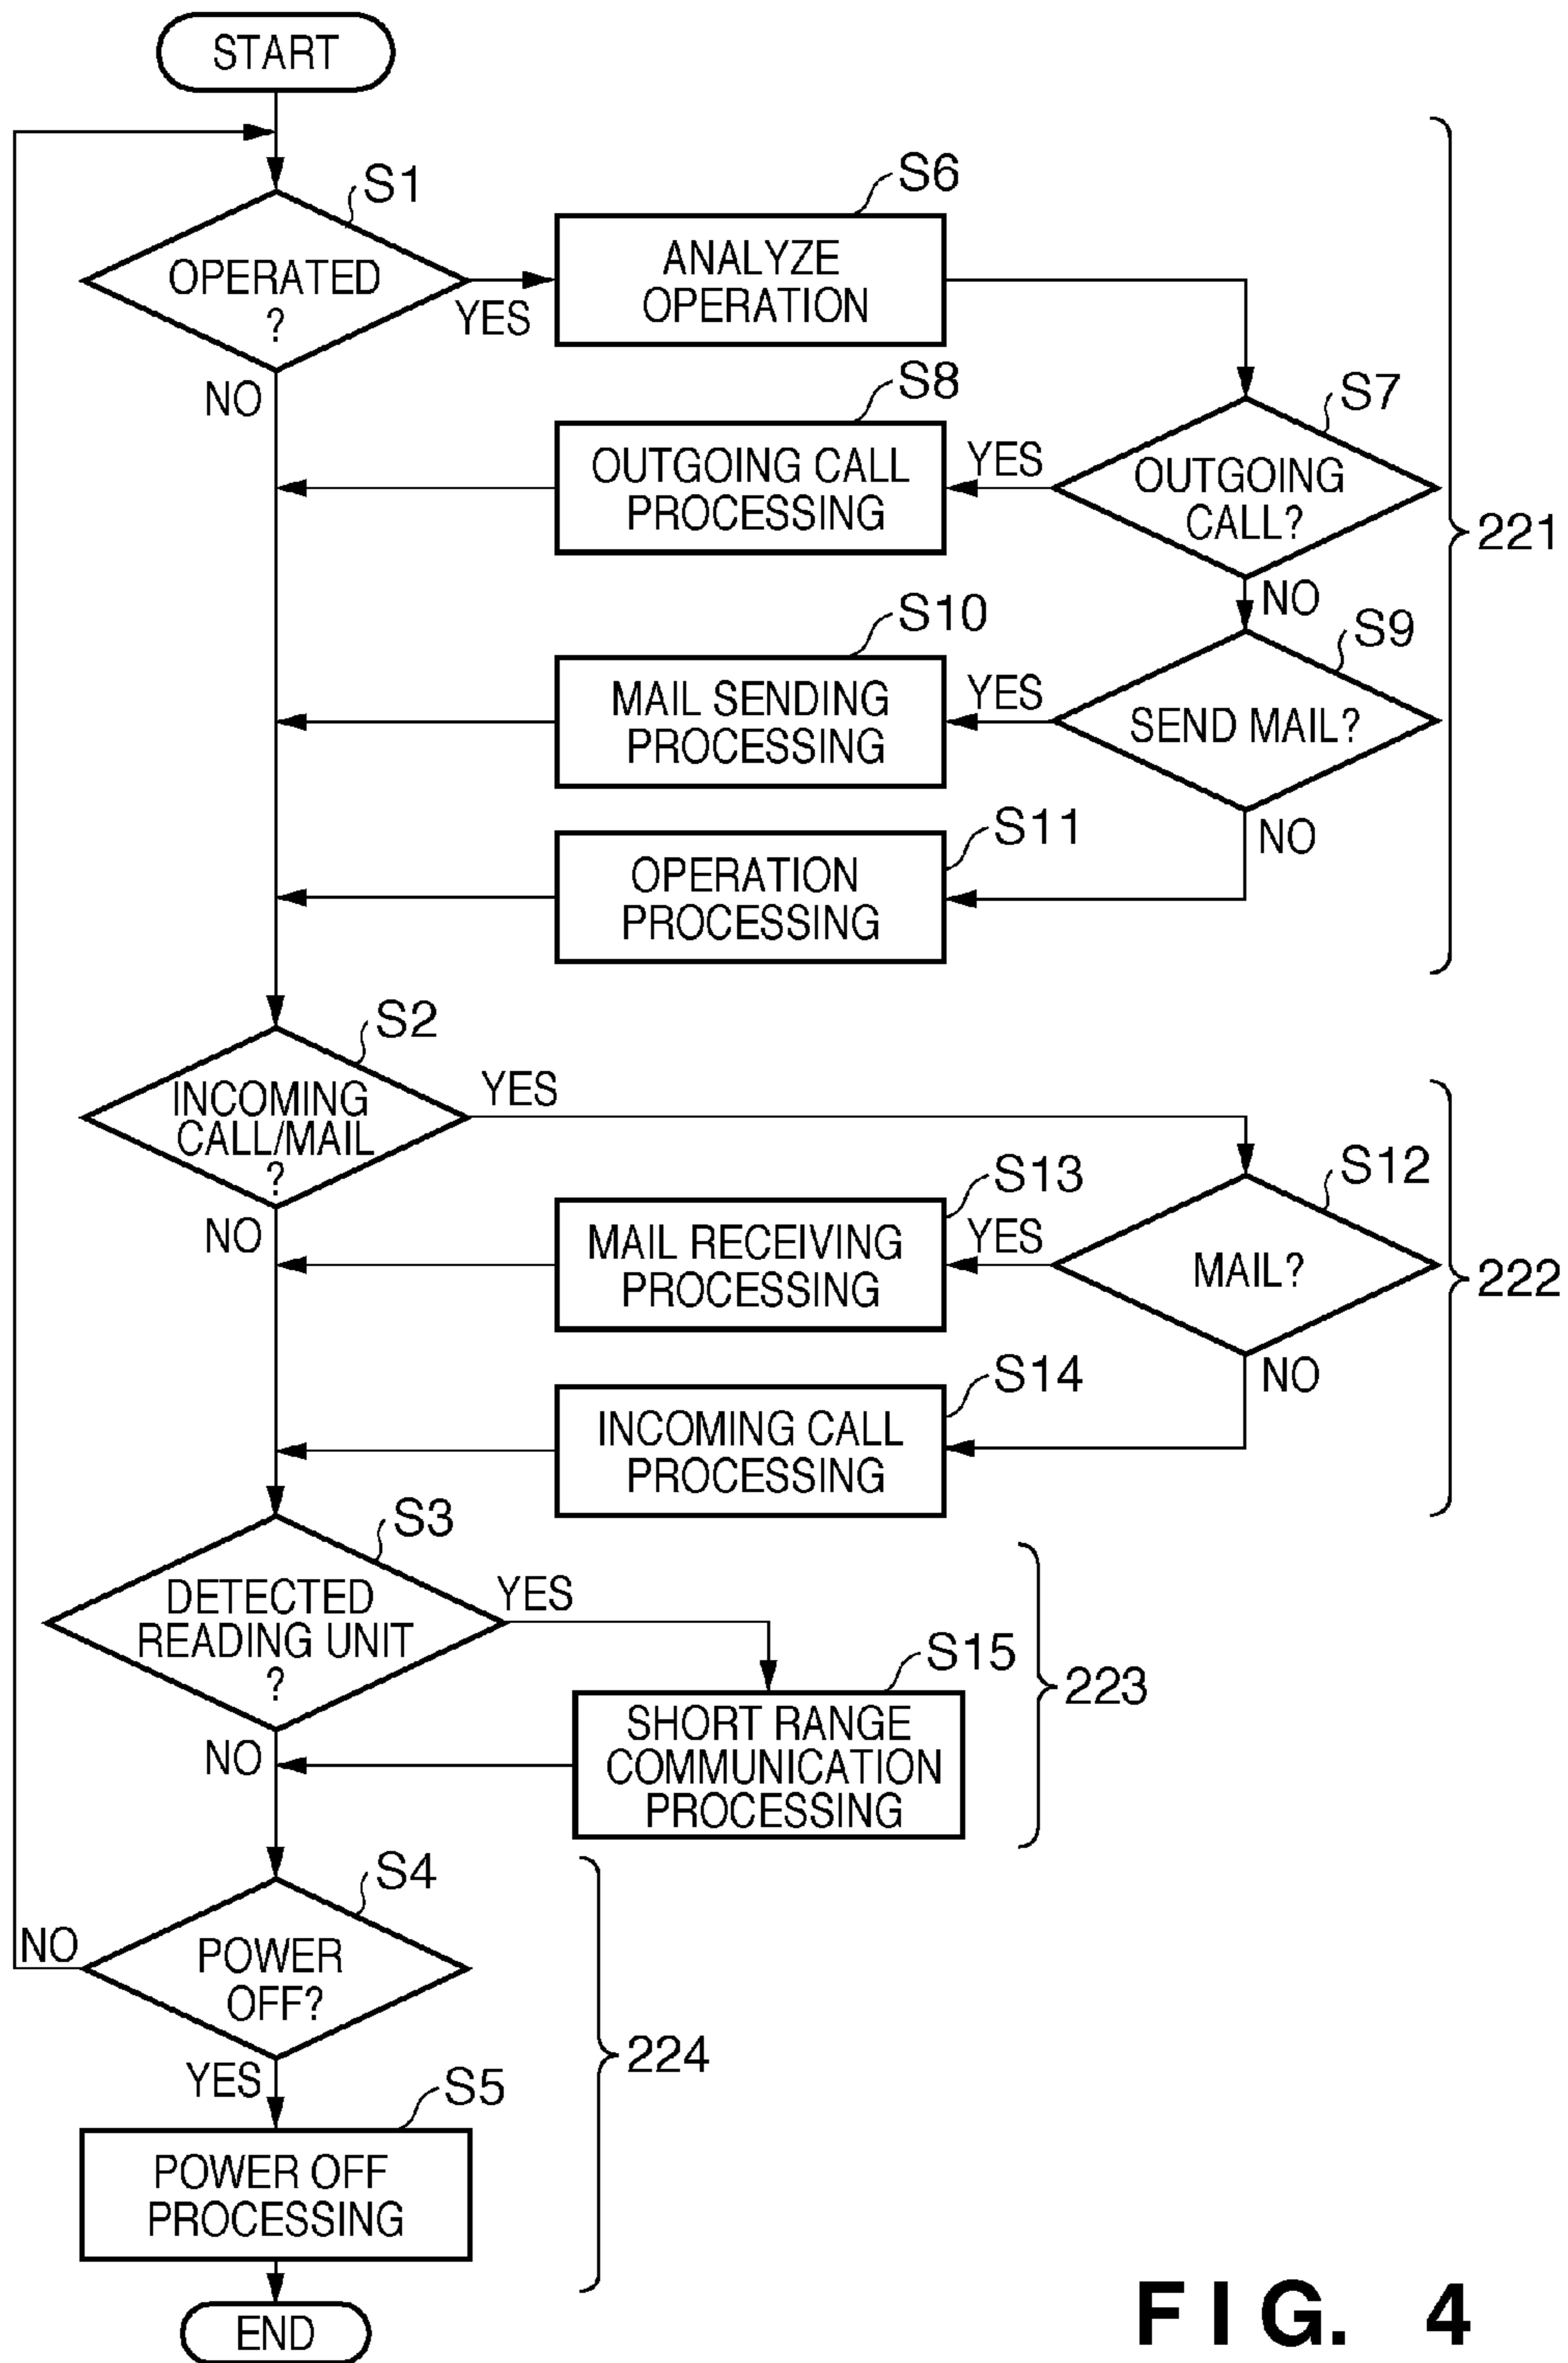 START
S1
OPERATED
?
YES
NO
S6
ANALYZE
OPERATION
S7
OUTGOING
CALL?
YES
NO
S8
OUTGOING CALL
PROCESSING
S9
SEND MAIL?
YES
NO
S10
MAIL SENDING
PROCESSING
S11
OPERATION
PROCESSING
221
S2
INCOMING
CALL/MAIL
?
YES
NO
S12
MAIL?
YES
NO
S13
MAIL RECEIVING
PROCESSING
S14
INCOMING CALL
PROCESSING
222
S3
DETECTED
READING UNIT
?
YES
NO
S15
SHORT RANGE
COMMUNICATION
PROCESSING
223
S4
POWER
OFF?
NO
YES
S5
POWER OFF
PROCESSING
224
END
FIG. 4